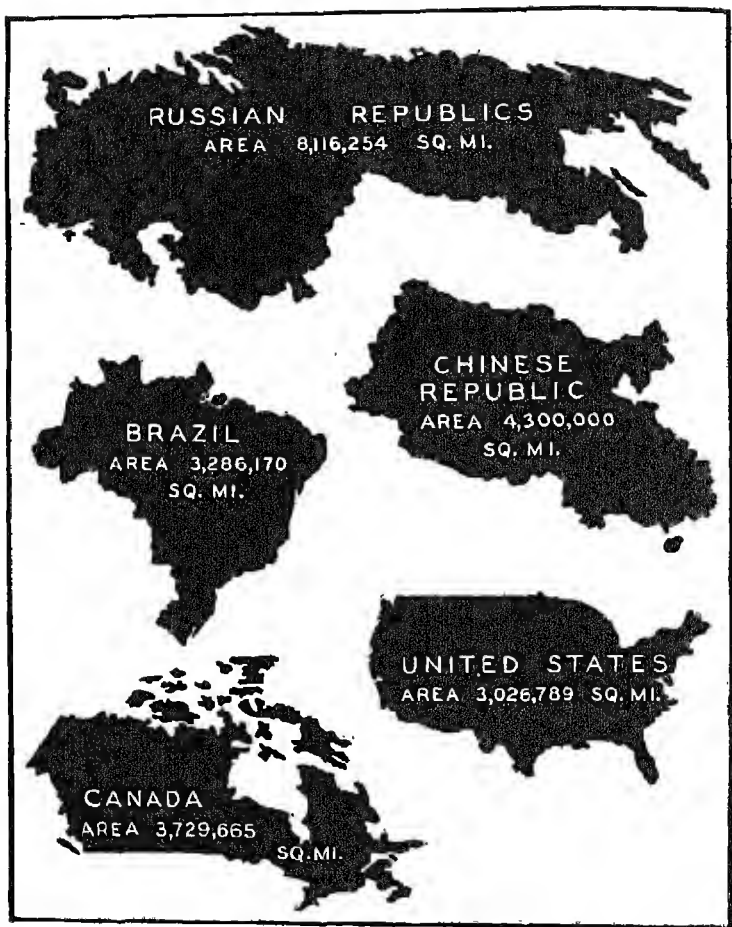 RUSSIAN REPUBLICS
AREA 8,116,254 SQ. MI.
CHINESE
REPUBLIC
AREA 4,300,000
SQ. MI.
BRAZIL
AREA 3,286,170
SQ. MI.
UNITED STATES
AREA 3,026,789 SQ. MI.
CANADA
AREA 3,729,665
SQ. MI.